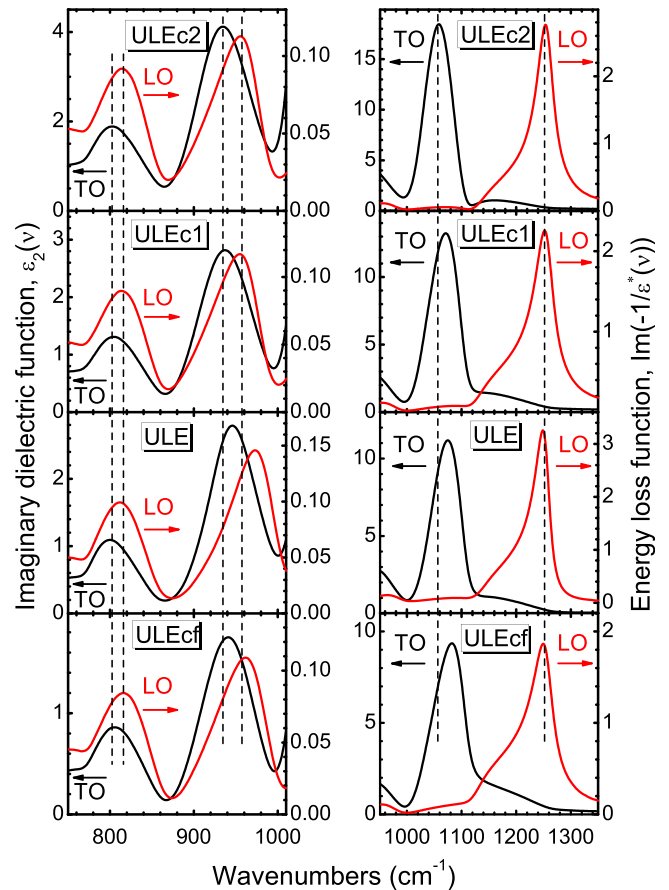 Imaginary dielectric function, ε₂(ν)
Energy loss function, Im(-1/ε*(ν))
ULEc2
4
2
0
0.10
0.05
0.00
LO
TO
ULEc2
15
10
5
0
2
1
0
TO
LO
ULEc1
3
2
1
0
0.10
0.05
0.00
LO
TO
ULEc1
10
5
0
2
1
0
TO
LO
ULE
2
1
0
0.15
0.10
0.05
0.00
LO
TO
ULE
10
5
0
3
2
1
0
TO
LO
ULEcf
2
1
0
0.10
0.05
0.00
LO
TO
ULEcf
10
5
0
2
1
0
TO
LO
800 900 1000
1000 1100 1200 1300
Wavenumbers (cm⁻¹)